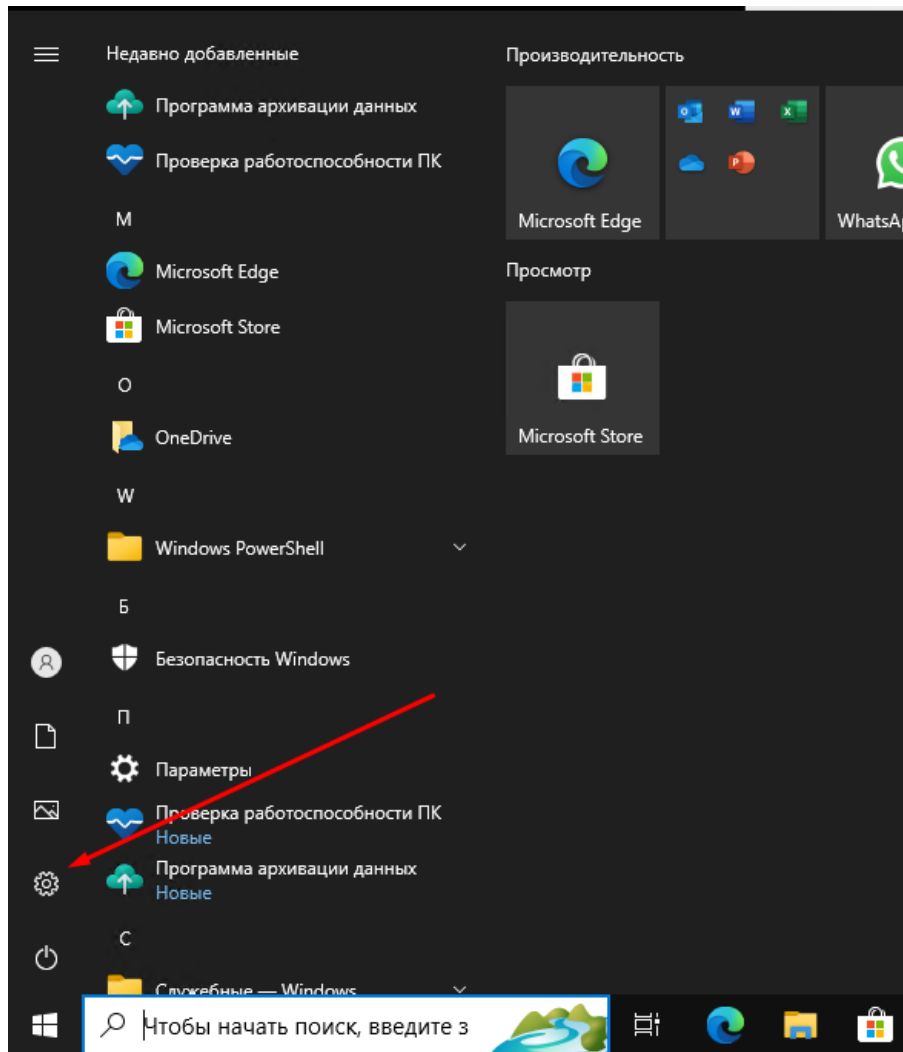 Недавно добавленные
Программа архивации данных
Проверка работоспособности ПК
M
Microsoft Edge
Microsoft Store
O
OneDrive
W
Windows PowerShell
Б
Безопасность Windows
П
Параметры
Проверка работоспособности ПК
Новые
Программа архивации данных
Новые
С
Служебные — Windows
Производительность
Microsoft Edge
WhatsAp
Просмотр
Microsoft Store
Чтобы начать поиск, введите з